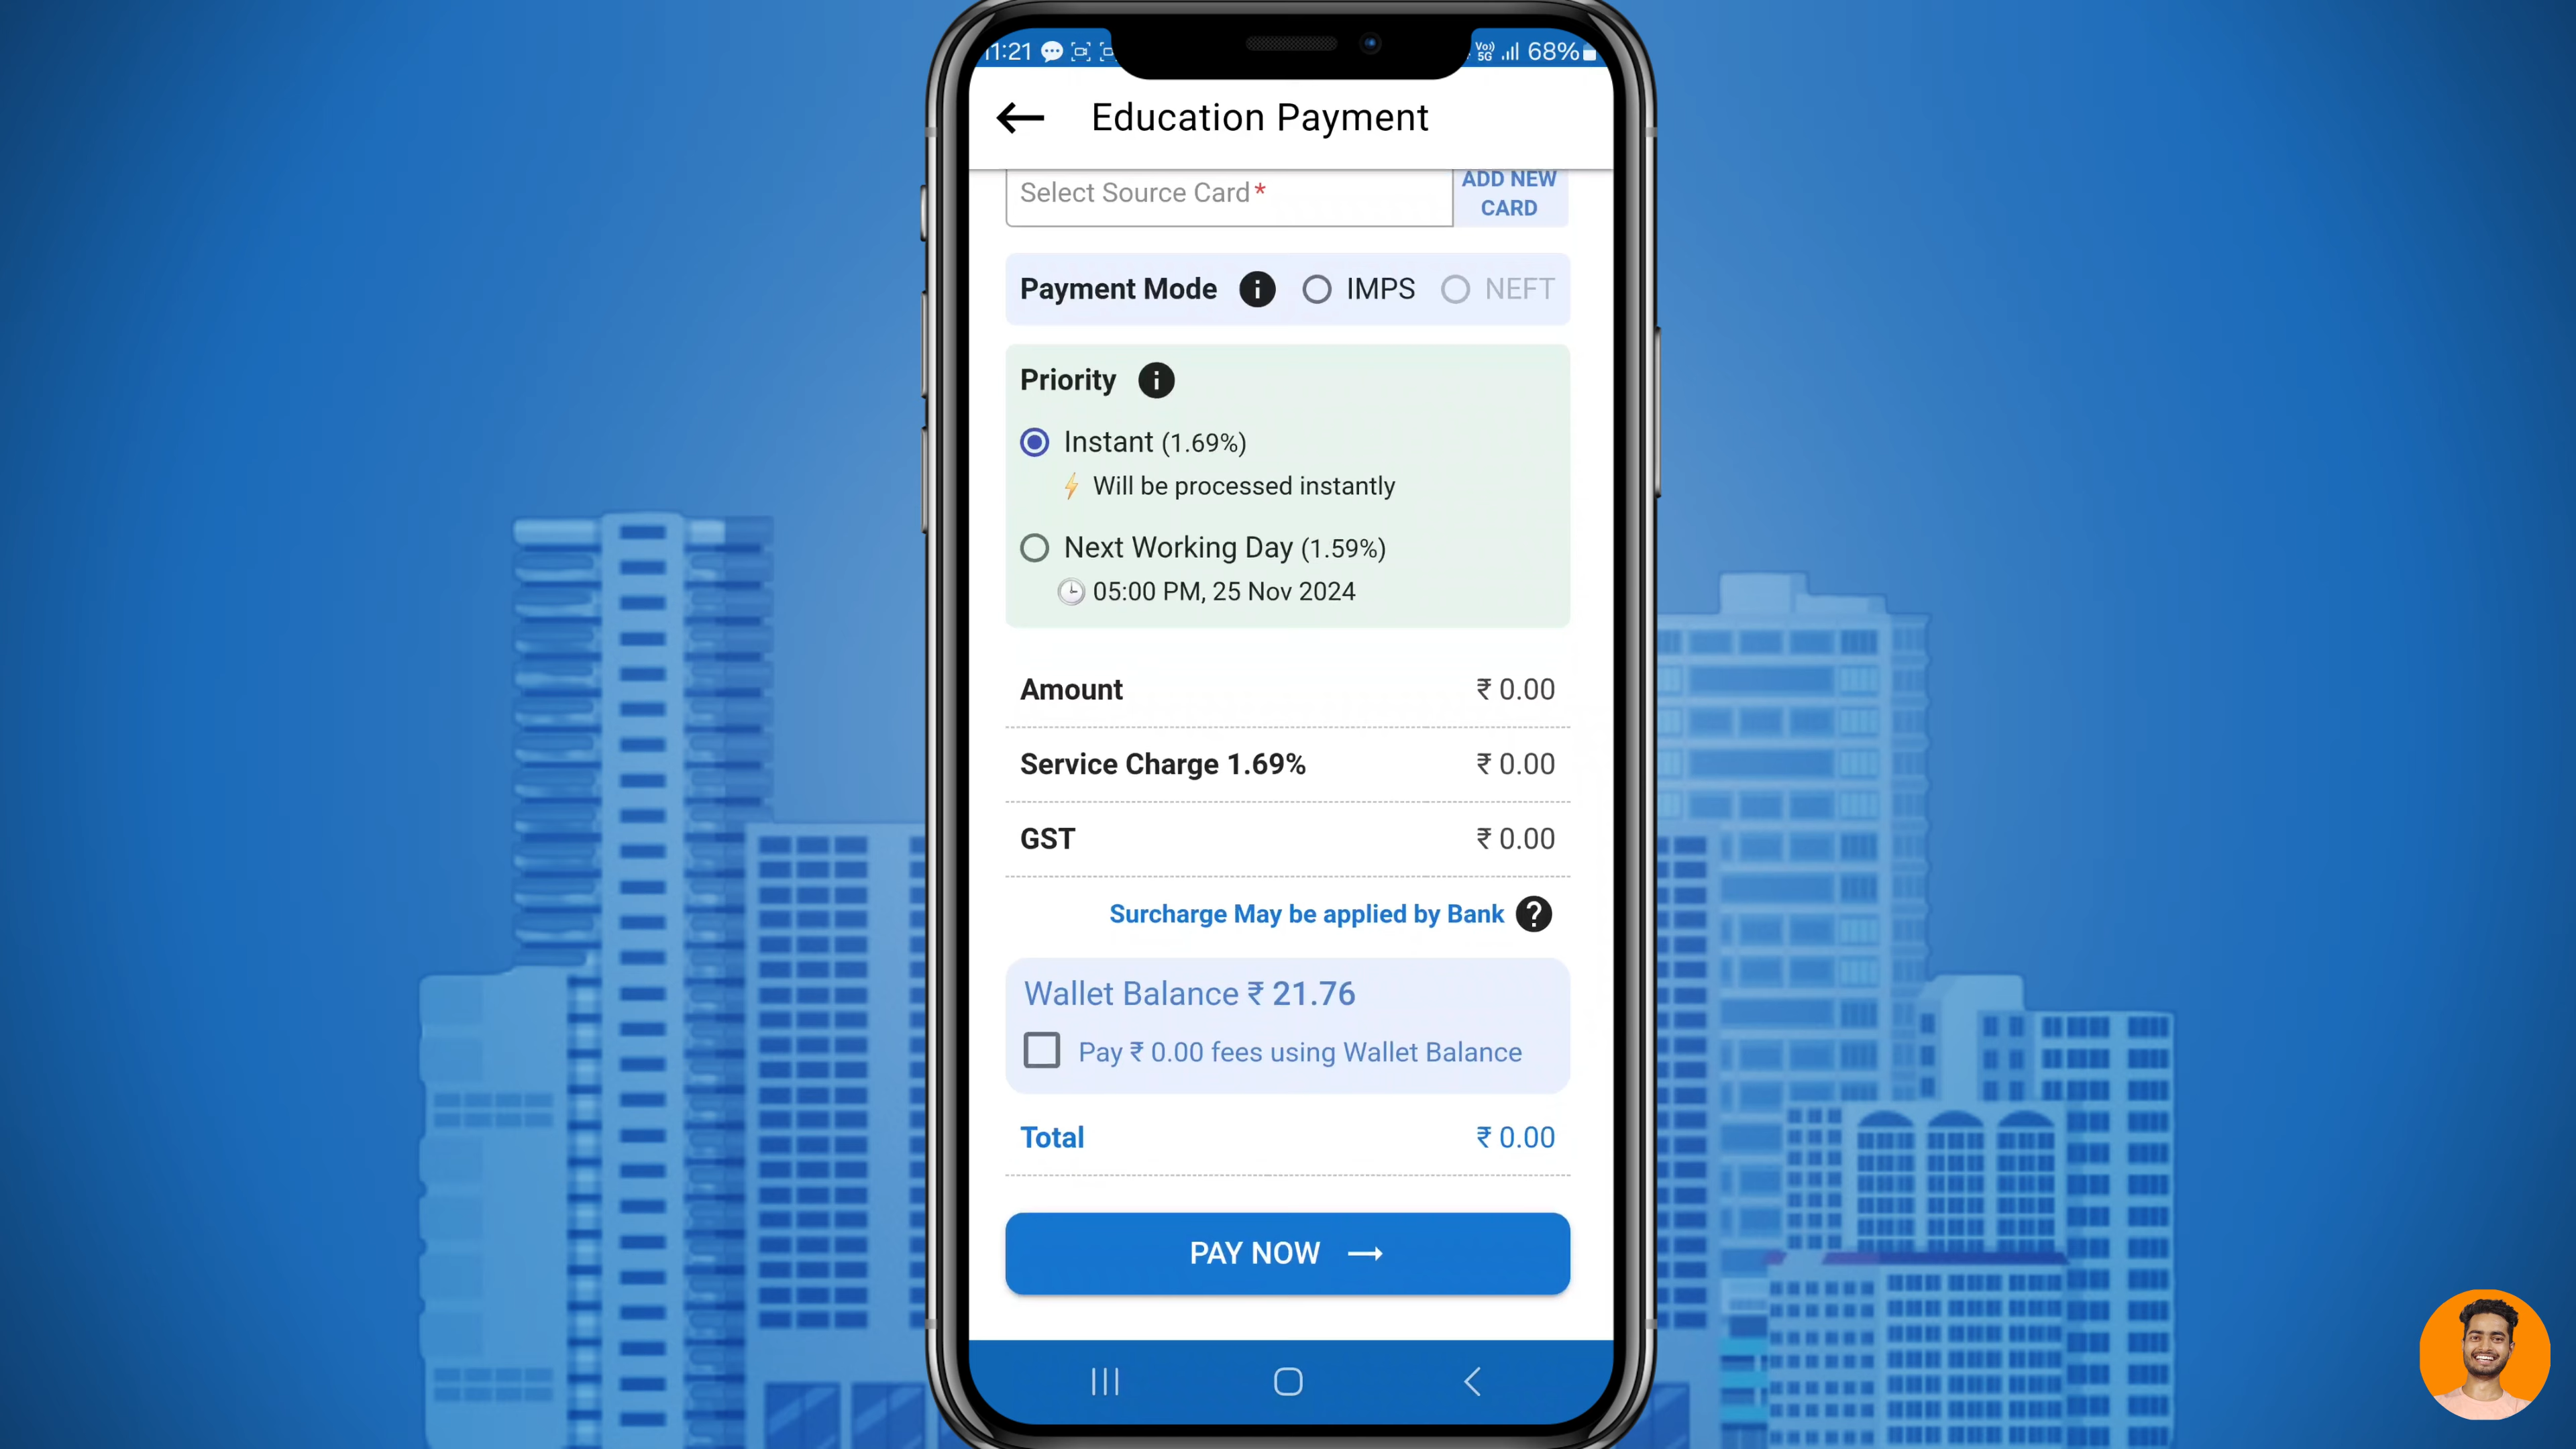 11:21 Vo)) 5G 68%
Education Payment
Select Source Card*
ADD NEW
CARD
Payment Mode i IMPS NEFT
Priority i
Instant (1.69%)
Will be processed instantly
Next Working Day (1.59%)
05:00 PM, 25 Nov 2024
Amount ₹ 0.00
Service Charge 1.69% ₹ 0.00
GST ₹ 0.00
Surcharge May be applied by Bank ?
Wallet Balance ₹ 21.76
Pay ₹ 0.00 fees using Wallet Balance
Total ₹ 0.00
PAY NOW →